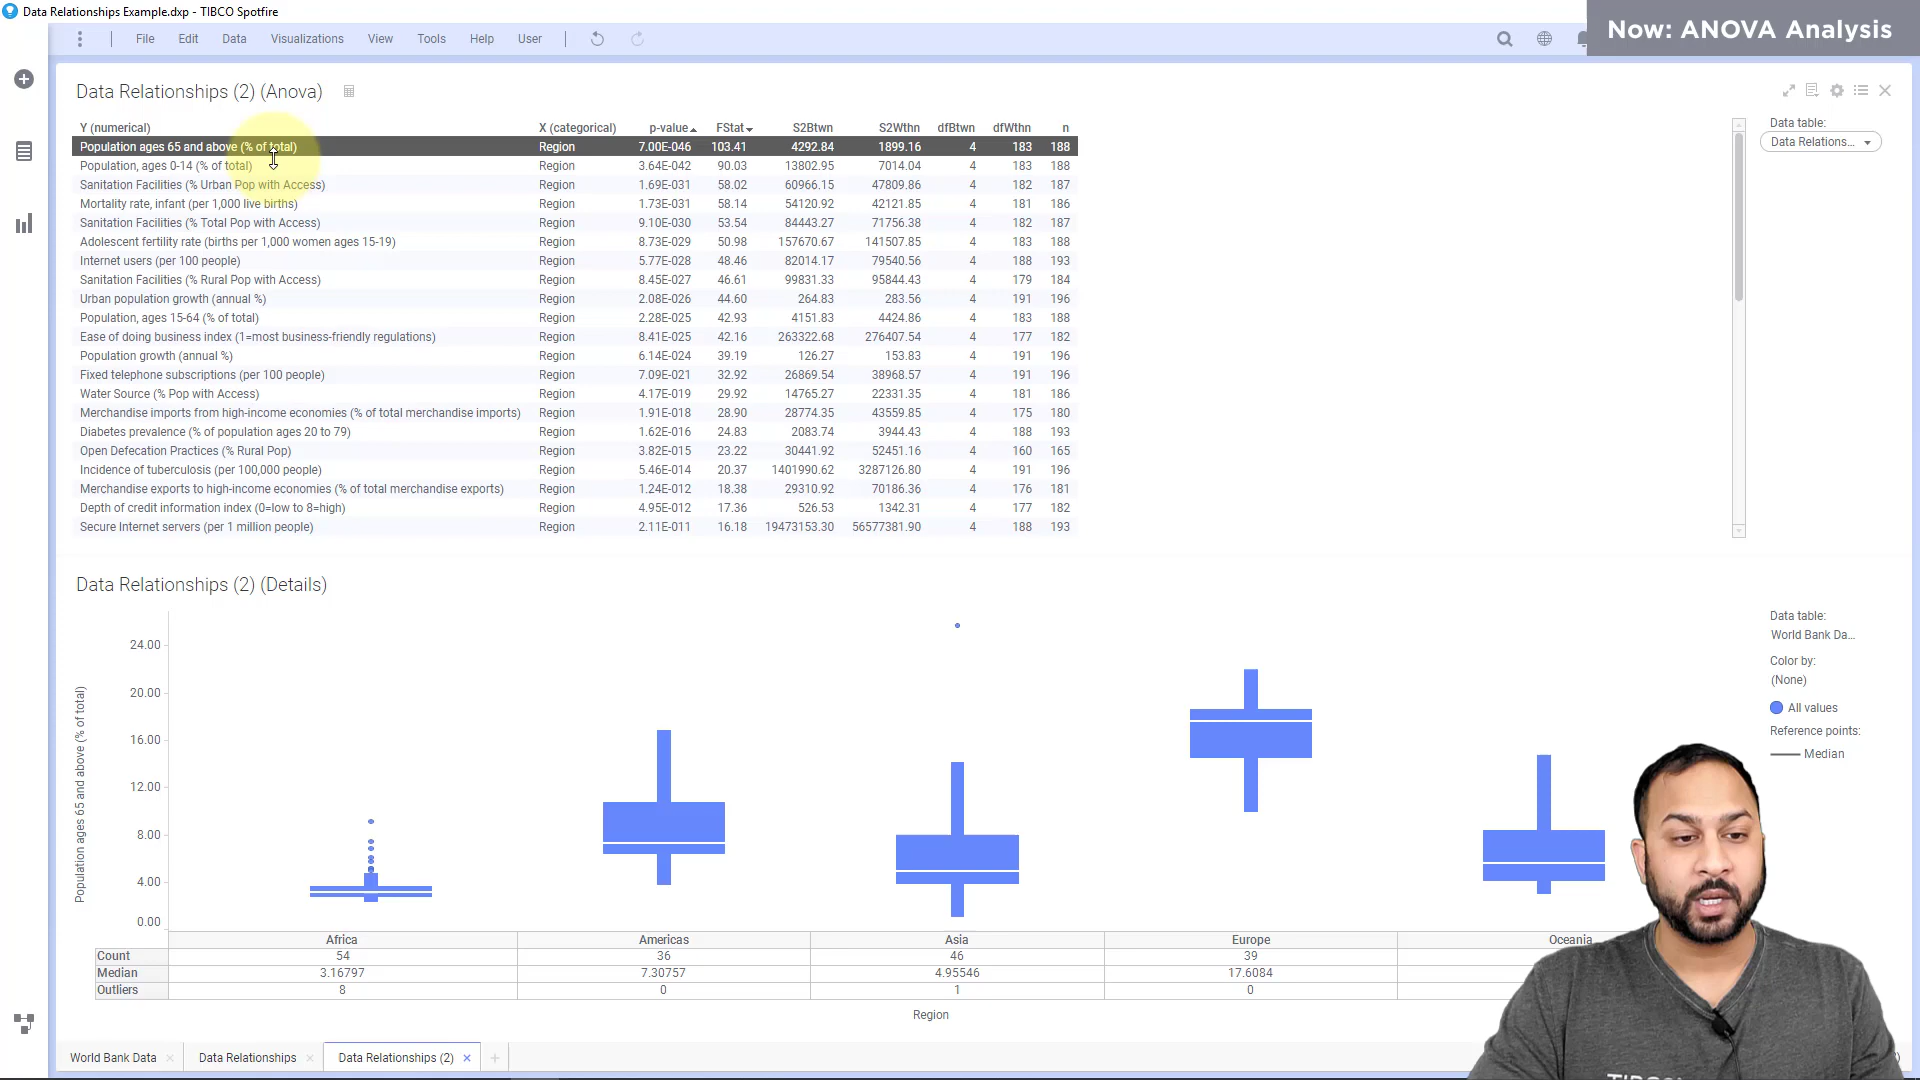 Data Relationships Example.dxp - TIBCO Spotfire
File Edit Data Visualizations View Tools Help User
Now: ANOVA Analysis
Data Relationships (2) (Anova)
Y (numerical) X (categorical) p-value FStat S2Btwn S2Wthn dfBtwn dfWthn n
Population ages 65 and above (% of total) Region 7.00E-046 103.41 4292.84 1899.16 4 183 188
Population, ages 0-14 (% of total) Region 3.64E-042 90.03 13802.95 7014.04 4 183 188
Sanitation Facilities (% Urban Pop with Access) Region 1.69E-031 58.02 60966.15 47809.86 4 182 187
Mortality rate, infant (per 1,000 live births) Region 1.73E-031 58.14 54120.92 42121.85 4 181 186
Sanitation Facilities (% Total Pop with Access) Region 9.10E-030 53.54 84443.27 71756.38 4 182 187
Adolescent fertility rate (births per 1,000 women ages 15-19) Region 8.73E-029 50.98 157670.67 141507.85 4 183 188
Internet users (per 100 people) Region 5.77E-028 48.46 82014.17 79540.56 4 188 193
Sanitation Facilities (% Rural Pop with Access) Region 8.45E-027 46.61 99831.33 95844.43 4 179 184
Urban population growth (annual %) Region 2.08E-026 44.60 264.83 283.56 4 191 196
Population, ages 15-64 (% of total) Region 2.28E-025 42.93 4151.83 4424.86 4 183 188
Ease of doing business index (1=most business-friendly regulations) Region 8.41E-025 42.16 263322.68 276407.54 4 177 182
Population growth (annual %) Region 6.14E-024 39.19 126.27 153.83 4 191 196
Fixed telephone subscriptions (per 100 people) Region 7.09E-021 32.92 26869.54 38968.57 4 191 196
Water Source (% Pop with Access) Region 4.17E-019 29.92 14765.27 22331.35 4 181 186
Merchandise imports from high-income economies (% of total merchandise imports) Region 1.91E-018 28.90 28774.35 43559.85 4 175 180
Diabetes prevalence (% of population ages 20 to 79) Region 1.62E-016 24.83 2083.74 3944.43 4 188 193
Open Defecation Practices (% Rural Pop) Region 3.82E-015 23.22 30441.92 52451.16 4 160 165
Incidence of tuberculosis (per 100,000 people) Region 5.46E-014 20.37 1401990.62 3287126.80 4 191 196
Merchandise exports to high-income economies (% of total merchandise exports) Region 1.24E-012 18.38 29310.92 70186.36 4 176 181
Depth of credit information index (0=low to 8=high) Region 4.95E-012 17.36 526.53 1342.31 4 177 182
Secure Internet servers (per 1 million people) Region 2.11E-011 16.18 19473153.30 56577381.90 4 188 193
Data table:
Data Relations...
Data Relationships (2) (Details)
Population ages 65 and above (% of total)
24.00
20.00
16.00
12.00
8.00
4.00
0.00
Africa Americas Asia Europe Oceania
Count 54 36 46 39
Median 3.16797 7.30757 4.95546 17.6084
Outliers 8 0 1 0
Region
Data table:
World Bank Da...
Color by:
(None)
All values
Reference points:
Median
World Bank Data Data Relationships Data Relationships (2)